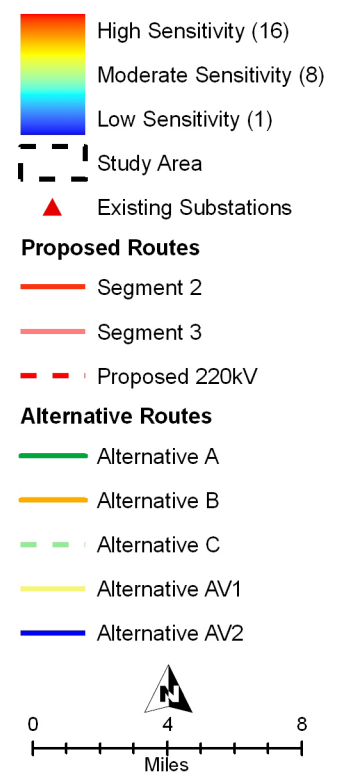 High Sensitivity (16)
Moderate Sensitivity (8)
Low Sensitivity (1)
Study Area
Existing Substations
Proposed Routes
Segment 2
Segment 3
Proposed 220kV
Alternative Routes
Alternative A
Alternative B
Alternative C
Alternative AV1
Alternative AV2
N
0 4 8
Miles